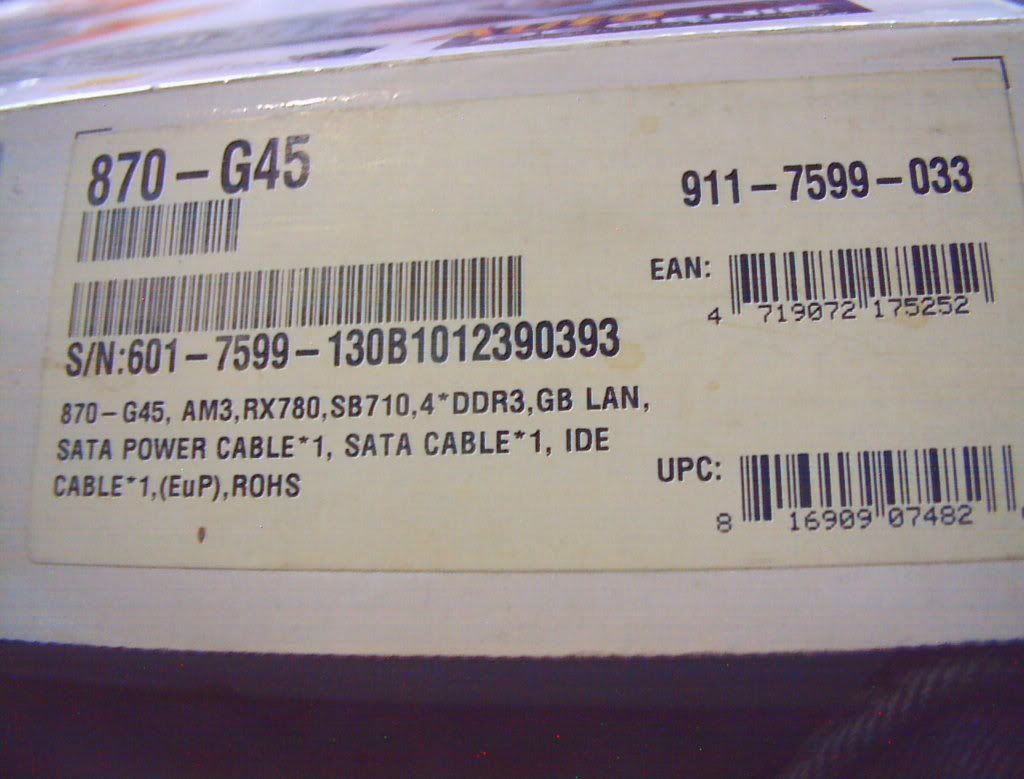 870-G45
911-7599-033
EAN:
4 719072 175252
S/N:601-7599-130B1012390393
870-G45, AM3,RX780,SB710,4*DDR3,GB LAN,
SATA POWER CABLE*1, SATA CABLE*1, IDE
CABLE*1,(EuP),ROHS
UPC:
8 16909 07482